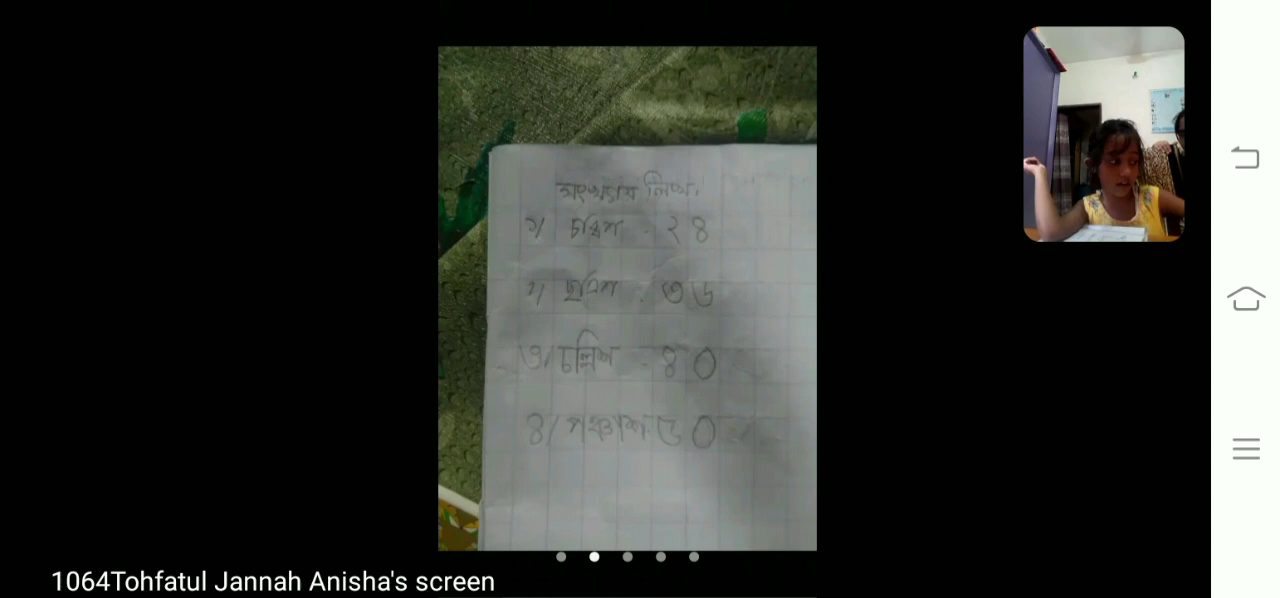 সংখ্যায় লিখ।
১/ চব্বিশ . ২৪
২/ ছত্রিশ . ৩৬
৩/ চল্লিশ . ৪০
৪/ পঞ্চাশ. ৫০
1064Tohfatul Jannah Anisha's screen